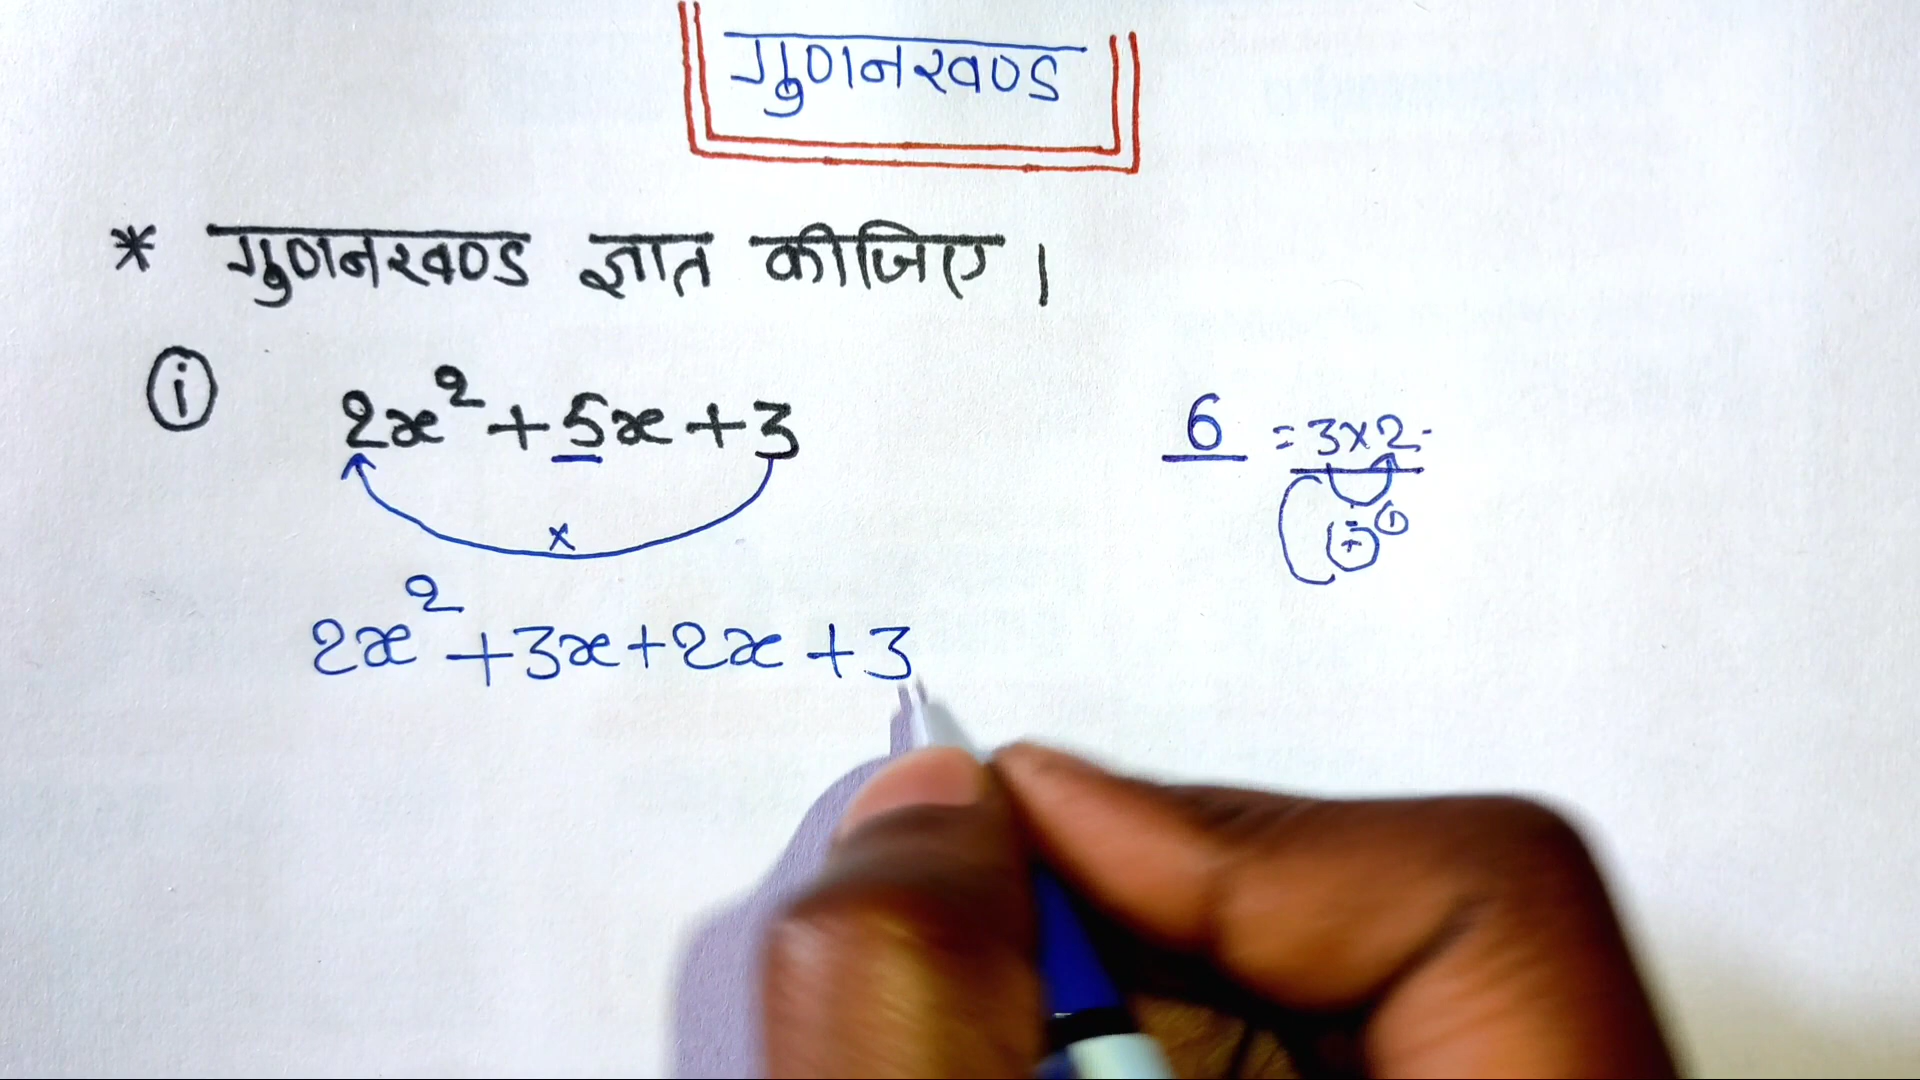 गुणनखण्ड
* गुणनखण्ड ज्ञात कीजिए ।
(i) 2x² + 5x + 3
6 = 3×2
x
2x² + 3x + 2x + 3